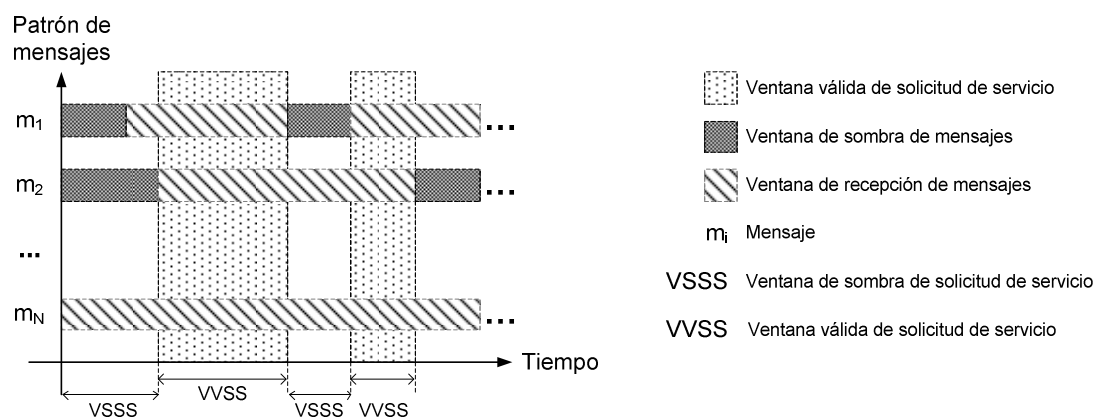 Patrón de
mensajes
m1
...
m2
...
...
mN
...
Tiempo
VVSS
VSSS
VSSS
VVSS
Ventana válida de solicitud de servicio
Ventana de sombra de mensajes
Ventana de recepción de mensajes
mi Mensaje
VSSS Ventana de sombra de solicitud de servicio
VVSS Ventana válida de solicitud de servicio